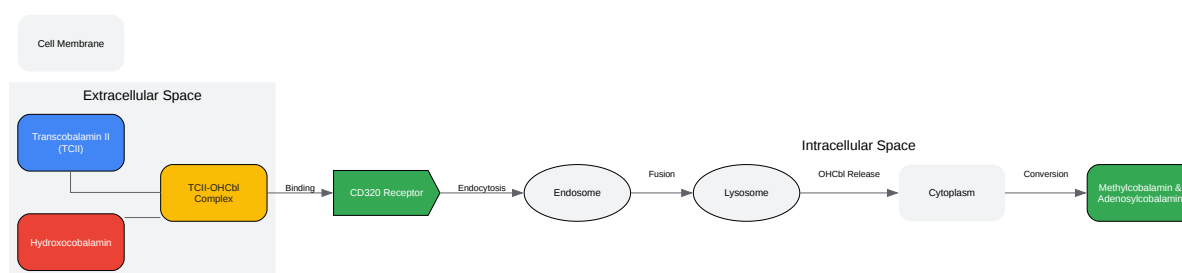 Cell Membrane
Extracellular Space
Transcobalamin II
(TCII)
TCII-OHCbl
Complex
Hydroxocobalamin
Binding
CD320 Receptor
Endocytosis
Endosome
Fusion
Lysosome
Intracellular Space
OHCbl Release
Cytoplasm
Conversion
Methylcobalamin &
Adenosylcobalamin